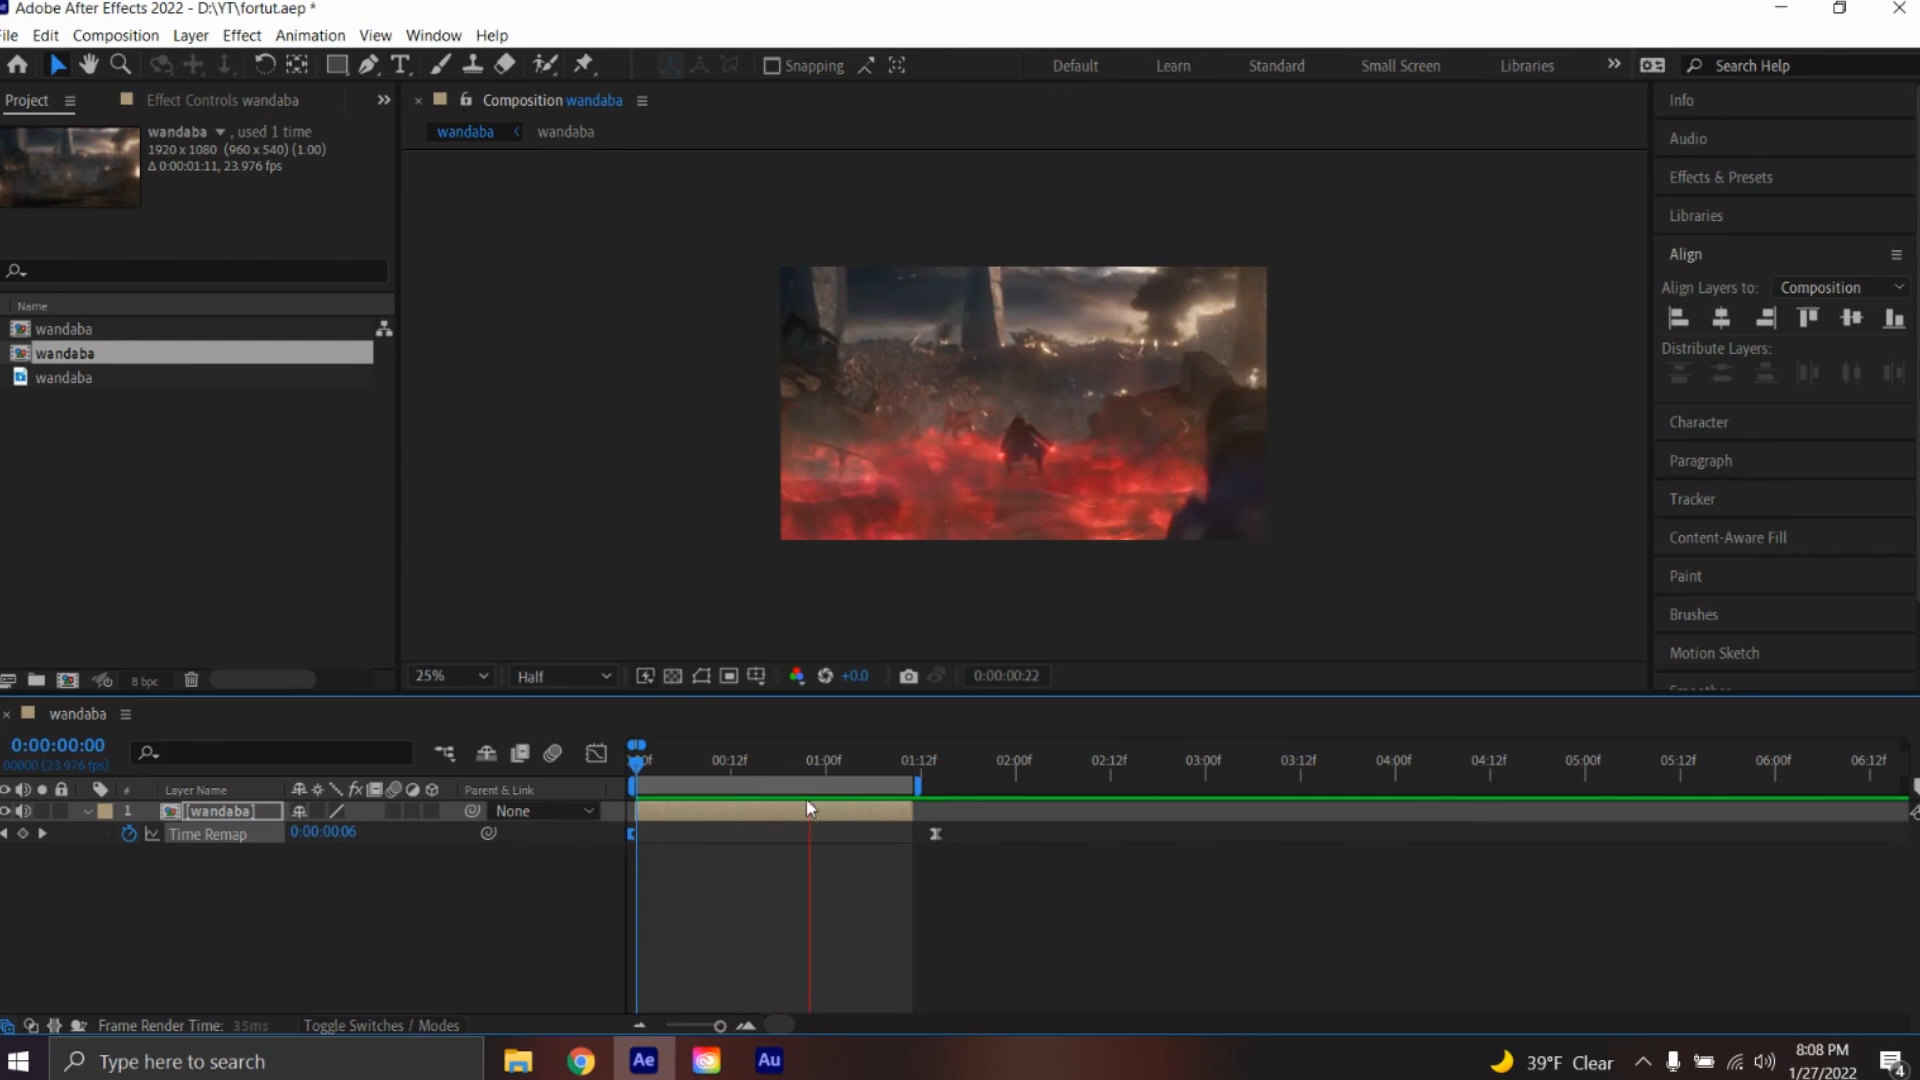 Adobe After Effects 2022 - D:\YT\fortut.aep *
File Edit Composition Layer Effect Animation View Window Help
Snapping Default Learn Standard Small Screen Libraries Search Help
Project Effect Controls wandaba
Composition wandaba
wandaba wandaba
wandaba , used 1 time
1920 x 1080 (960 x 540) (1.00)
Δ 0:00:01:11, 23.976 fps
Name
wandaba
wandaba
wandaba
8 bpc
25% Half +0.0 0:00:00:22
Info
Audio
Effects & Presets
Libraries
Align
Align Layers to: Composition
Distribute Layers:
Character
Paragraph
Tracker
Content-Aware Fill
Paint
Brushes
Motion Sketch
wandaba
0:00:00:00
00000 (23.976 fps)
00:12f 01:00f 01:12f 02:00f 02:12f 03:00f 03:12f 04:00f 04:12f 05:00f 05:12f 06:00f 06:12f
# Layer Name fx Parent & Link
1 [wandaba] None
Time Remap 0:00:00:06
Frame Render Time: 35ms Toggle Switches / Modes
Type here to search
Ae Au
39°F Clear
8:08 PM
1/27/2022
4